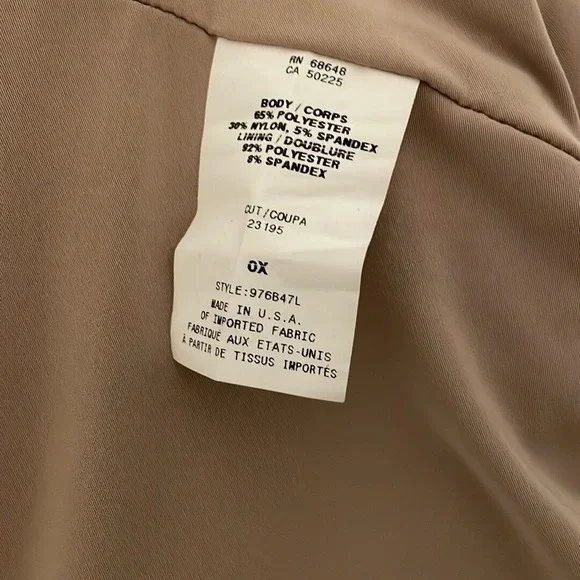 RN 68648
CA 50225
BODY / CORPS
65% POLYESTER
30% NYLON, 5% SPANDEX
LINING / DOUBLURE
92% POLYESTER
8% SPANDEX
CUT/COUPA
23195
0X
STYLE:976B47L
MADE IN U.S.A.
OF IMPORTED FABRIC
FABRIQUÉ AUX ETATS-UNIS
À PARTIR DE TISSUS IMPORTÉS